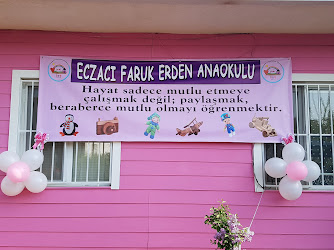 ECZACI FARUK ERDEN ANAOKULU
Hayat sadece mutlu etmeye
çalışmak değil; paylaşmak,
beraberce mutlu olmayı öğrenmektir.